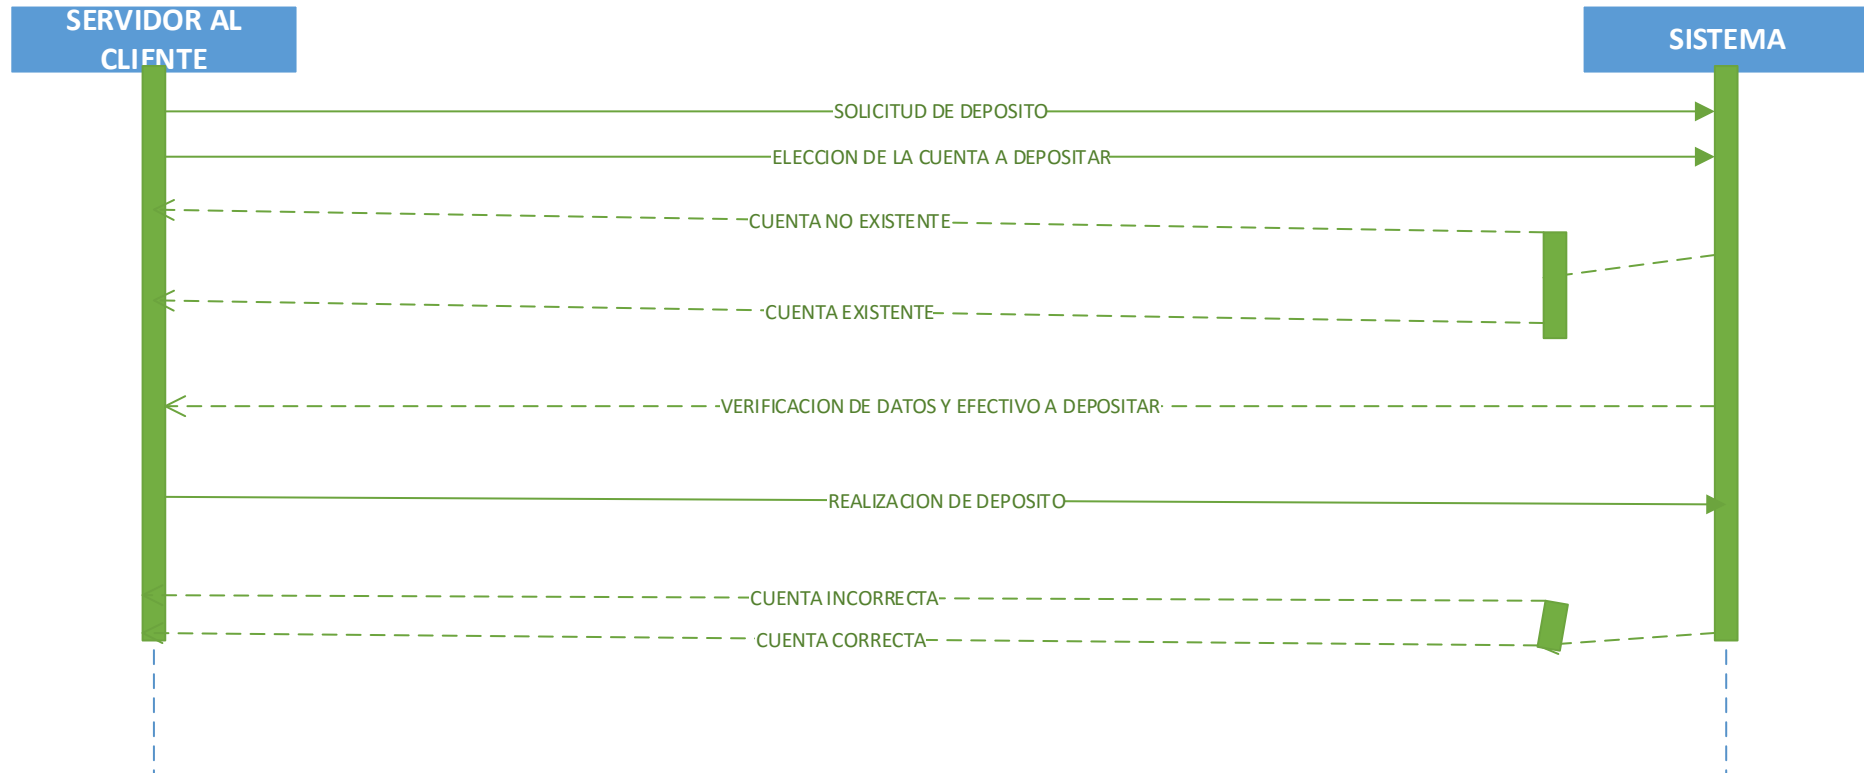 SERVIDOR AL
CLIENTE
SISTEMA
SOLICITUD DE DEPOSITO
ELECCION DE LA CUENTA A DEPOSITAR
CUENTA NO EXISTENTE
CUENTA EXISTENTE
VERIFICACION DE DATOS Y EFECTIVO A DEPOSITAR
REALIZACION DE DEPOSITO
CUENTA INCORRECTA
CUENTA CORRECTA